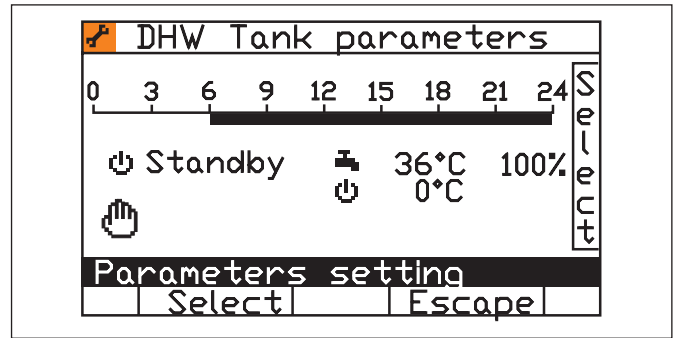 DHW Tank parameters
0 3 6 9 12 15 18 21 24
Select
Standby 36°C 100%
0°C
Parameters setting
Select Escape